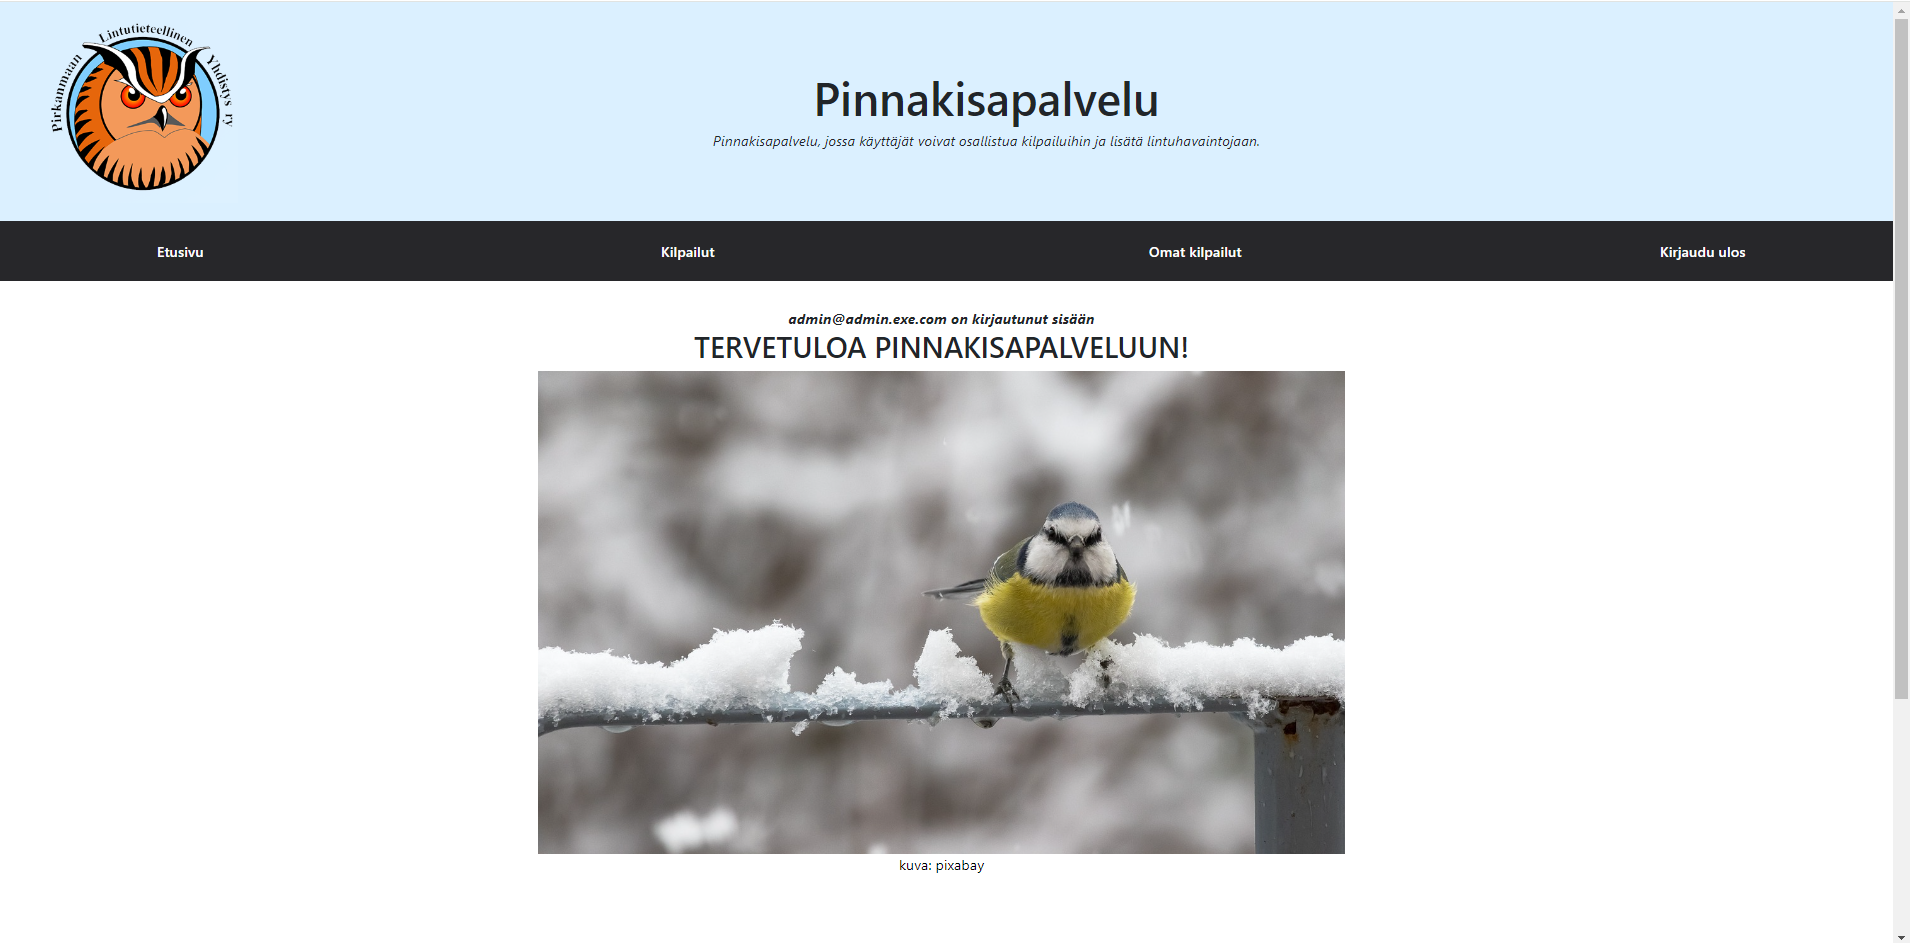 Pirkanmaan Lintutieteellinen Yhdistys ry
Pinnakisapalvelu
Pinnakisapalvelu, jossa käyttäjät voivat osallistua kilpailuihin ja lisätä lintuhavaintojaan.
Etusivu Kilpailut Omat kilpailut Kirjaudu ulos
admin@admin.exe.com on kirjautunut sisään
TERVETULOA PINNAKISAPALVELUUN!
kuva: pixabay